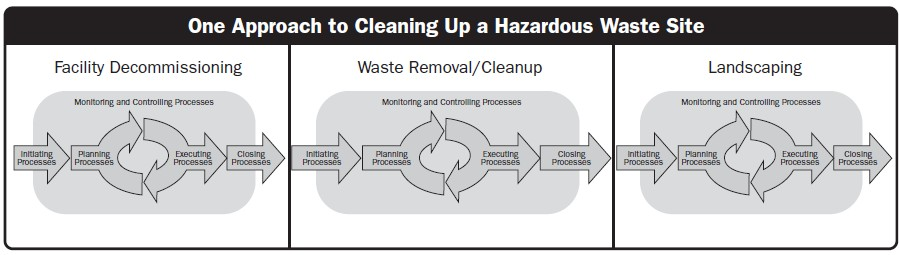 One Approach to Cleaning Up a Hazardous Waste Site
Facility Decommissioning
Monitoring and Controlling Processes
Initiating
Processes
Planning
Processes
Executing
Processes
Closing
Processes
Waste Removal/Cleanup
Monitoring and Controlling Processes
Initiating
Processes
Planning
Processes
Executing
Processes
Closing
Processes
Landscaping
Monitoring and Controlling Processes
Initiating
Processes
Planning
Processes
Executing
Processes
Closing
Processes